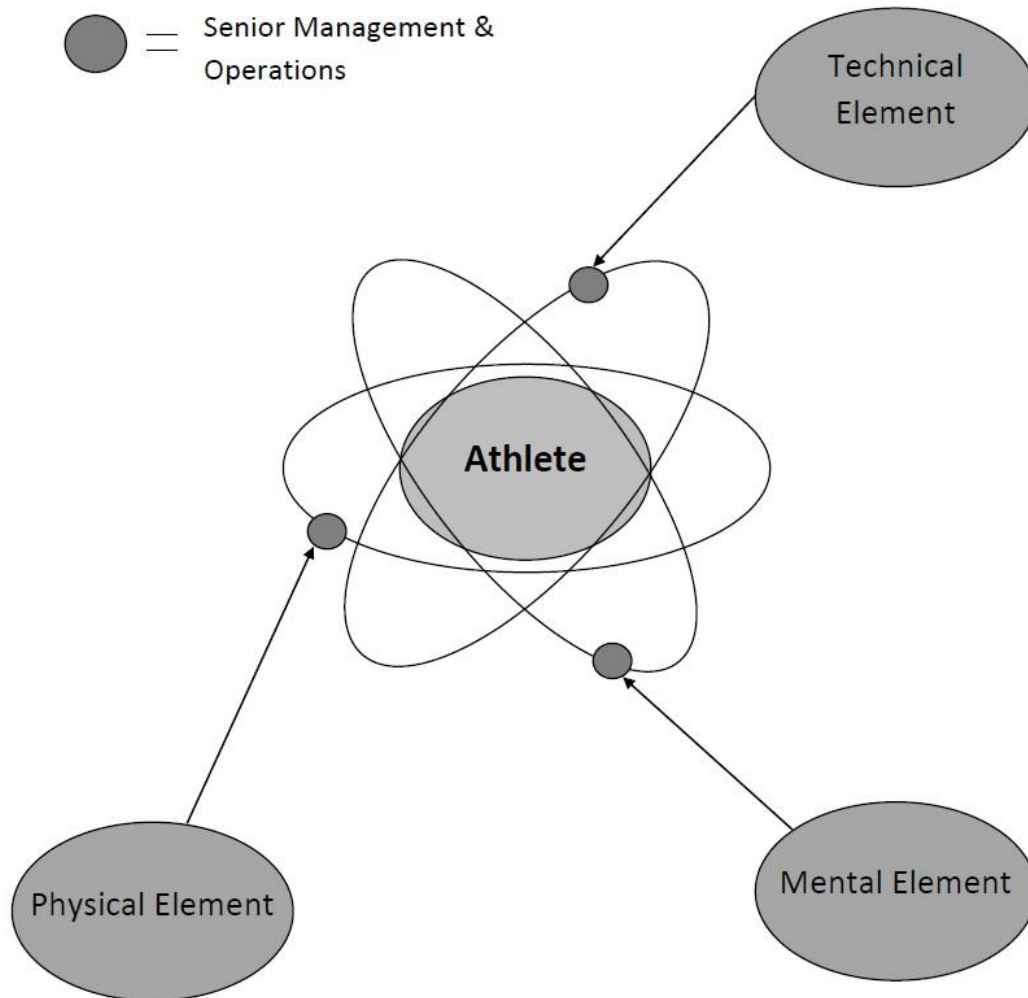 Senior Management &
Operations
Technical
Element
Athlete
Physical Element
Mental Element